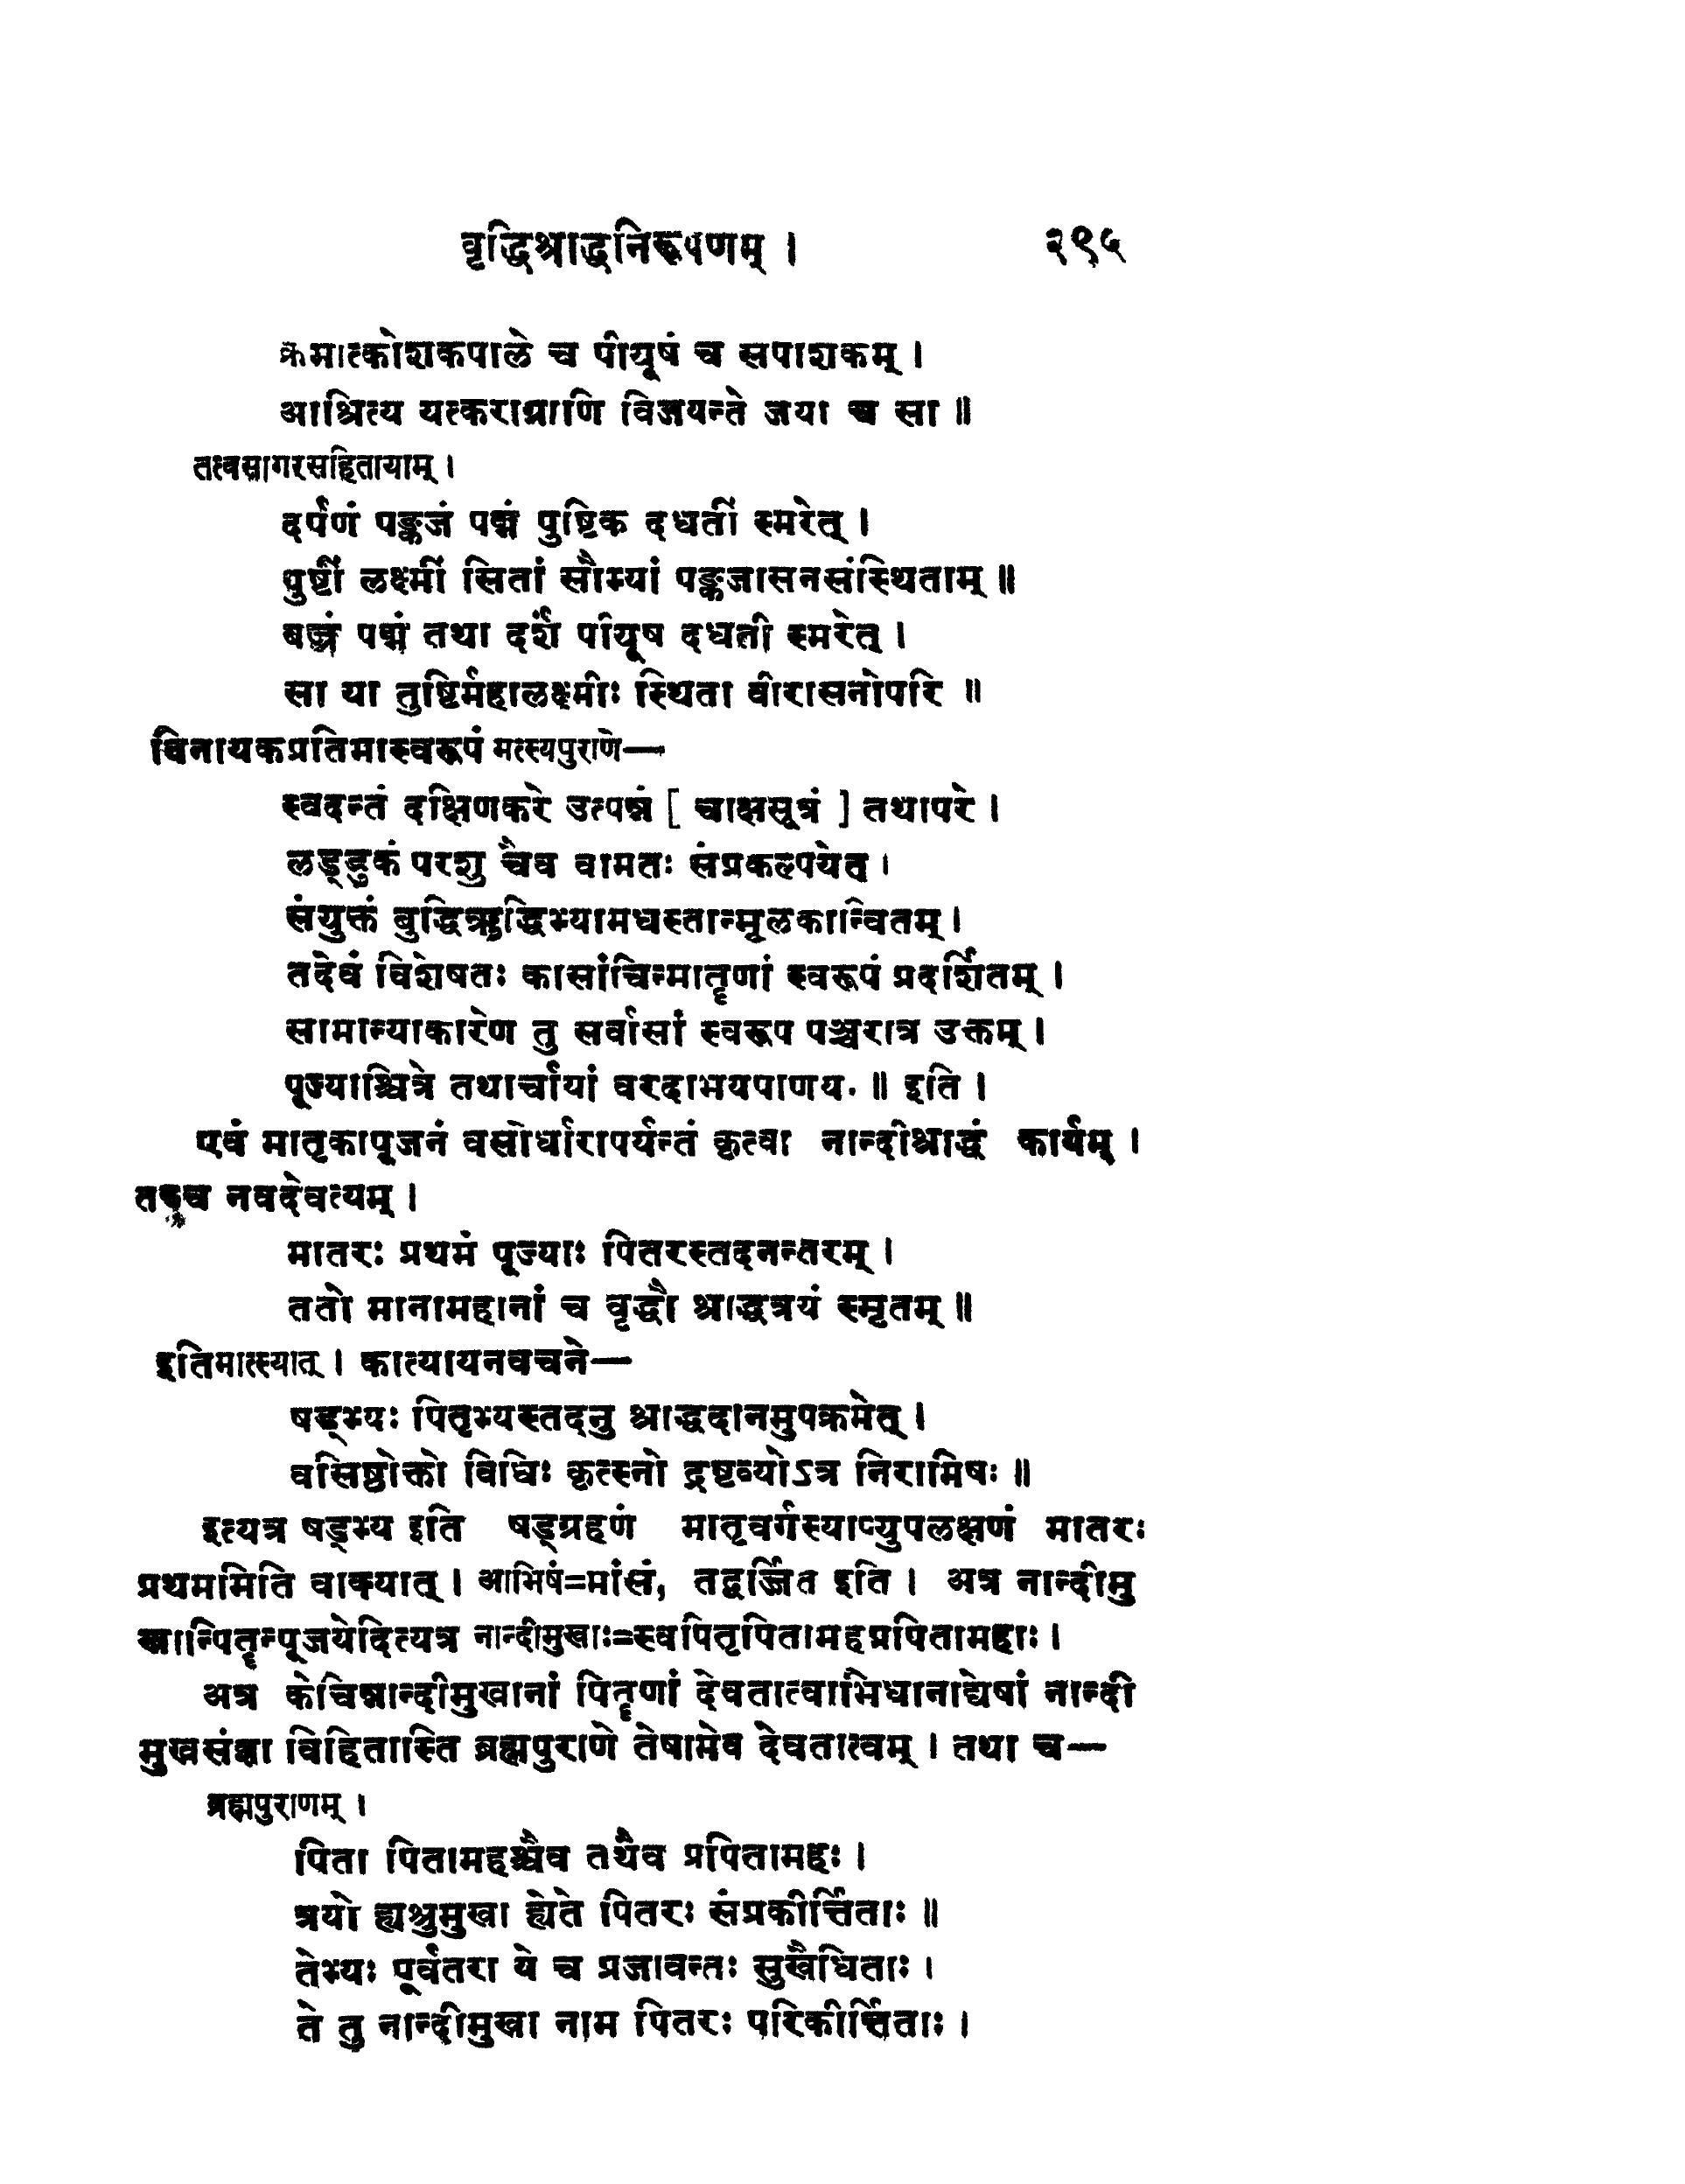 वृद्धिश्राद्धनिरूपणम् । २९५
क्रमात्कोशकपाले च पीयूषं च सपाशकम् ।
आश्रित्य यत्कराग्राणि विजयन्ते जया च सा ॥
तत्वसागरसहितायाम् ।
दर्पणं पङ्कजं पद्मं पुष्टिक दधतीं स्मरेत् ।
पुष्टीं लक्ष्मीं सितां सौम्यां पङ्कजासनसंस्थिताम् ॥
बज्रं पद्मं तथा दर्शं पीयूष दधती स्मरेत् ।
सा या तुष्टिर्महालक्ष्मीः स्थिता वीरासनोपरि ॥
विनायकप्रतिमास्वरूपं मत्स्यपुराणे—
स्वदन्तं दक्षिणकरे उत्पन्नं [ चाक्षसूत्रं ] तथापरे ।
लड्डुकं परशु चैव वामतः संप्रकल्पयेत् ।
संयुक्तं बुद्धिऋद्धिभ्यामधस्तान्मूलकान्वितम् ।
तदेवं विशेषतः कासांचिन्मातॄणां स्वरूपं प्रदर्शितम् ।
सामान्याकारेण तु सर्वासां स्वरूप पञ्चरात्र उक्तम् ।
पूज्याश्चित्रे तथार्चायां वरदाभयपाणय. ॥ इति ।
एवं मातृकापूजनं वसोर्धारापर्यन्तं कृत्वा नान्दीश्राद्धं कार्यम् ।
तच्च नवदेवत्यम् ।
मातरः प्रथमं पूज्याः पितरस्तदनन्तरम् ।
ततो मानामहानां च वृद्धौ श्राद्धत्रयं स्मृतम् ॥
इतिमात्स्यात् । कात्यायनवचने—
षड्भ्यः पितृभ्यस्तदनु श्राद्धदानमुपक्रमेत् ।
वसिष्ठोक्तो विधिः कृत्स्नो द्रष्टव्योऽत्र निरामिषः ॥
इत्यत्र षड्भ्य इति षड्ग्रहणं मातृवर्गस्याप्युपलक्षणं मातरः
प्रथममिति वाक्यात् । आभिषं=मांसं, तद्वर्ज्जित इति । अत्र नान्दीमु
खान्पितॄन्पूजयेदित्यत्र नान्दीमुखाः=स्वपितृपितामहप्रपितामहाः ।
अत्र केचिन्नान्दीमुखानां पितॄणां देवतात्वाभिधानाद्येषां नान्दी
मुखसंज्ञा विहितास्ति ब्रह्मपुराणे तेषामेव देवतात्वम् । तथा च—
ब्रह्मपुराणम् ।
पिता पितामहश्चैव तथैव प्रपितामहः ।
त्रयो ह्यश्रुमुखा ह्येते पितरः संप्रकीर्त्तिताः ॥
तेभ्यः पूर्वतरा ये च प्रजावन्तः सुखैधिताः ।
ते तु नान्दीमुखा नाम पितरः परिकीर्त्तिताः ।